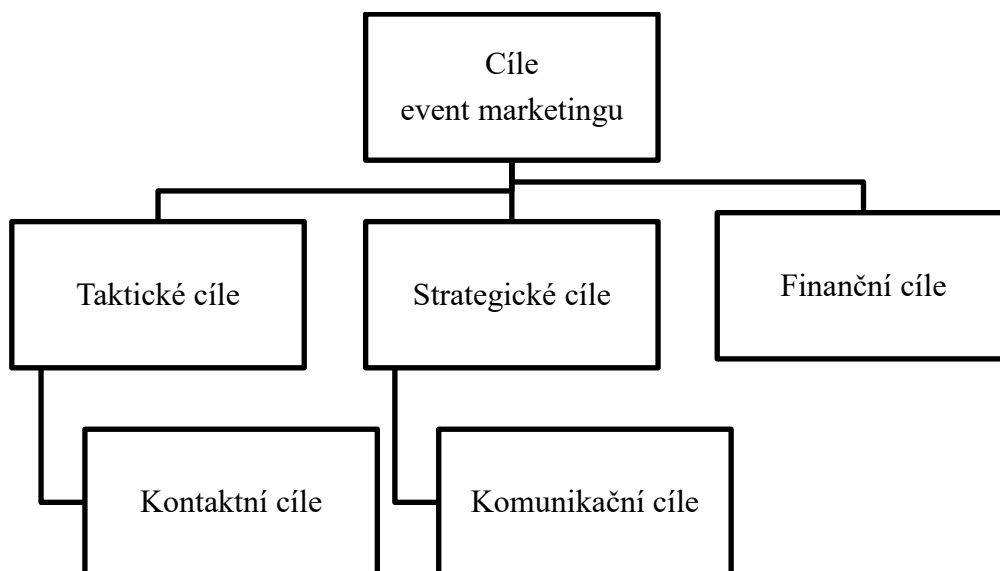 Cíle
event marketingu
Taktické cíle
Strategické cíle
Finanční cíle
Kontaktní cíle
Komunikační cíle